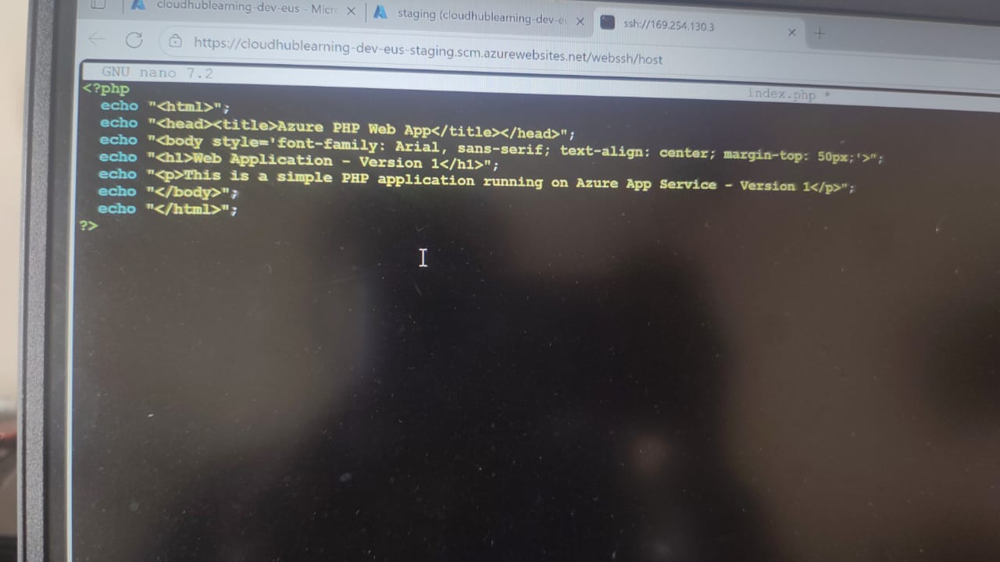 cloudhublearning-dev-eus - Micr
staging (cloudhublearning-dev-e
ssh://169.254.130.3
https://cloudhublearning-dev-eus-staging.scm.azurewebsites.net/webssh/host
GNU nano 7.2
index.php *
<?php
echo "<html>";
echo "<head><title>Azure PHP Web App</title></head>";
echo "<body style='font-family: Arial, sans-serif; text-align: center; margin-top: 50px;'>";
echo "<h1>Web Application - Version 1</h1>";
echo "<p>This is a simple PHP application running on Azure App Service - Version 1</p>";
echo "</body>";
echo "</html>";
?>